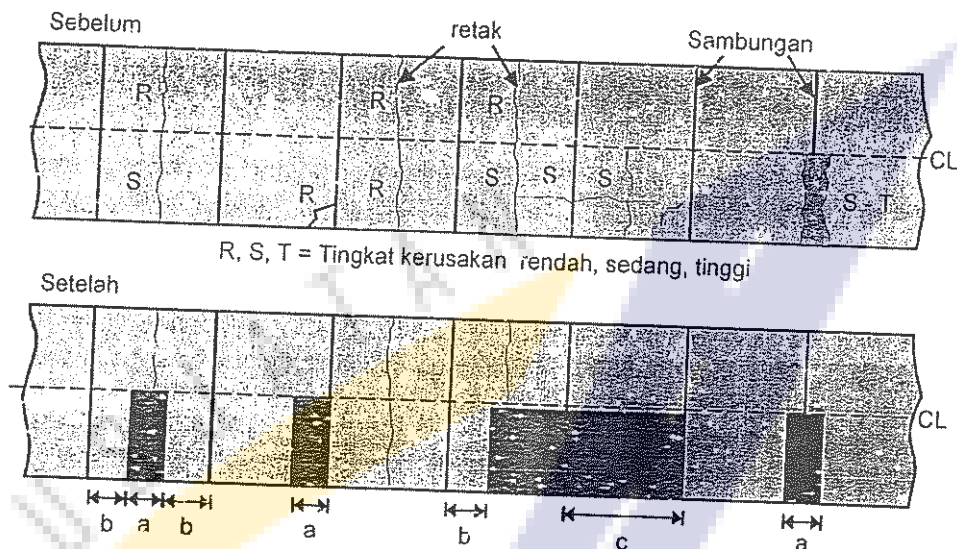 Sebelum
retak
Sambungan
R R R
CL
S R R S S S S - T
R, S, T = Tingkat kerusakan rendah, sedang, tinggi
Setelah
CL
b a b a b c a